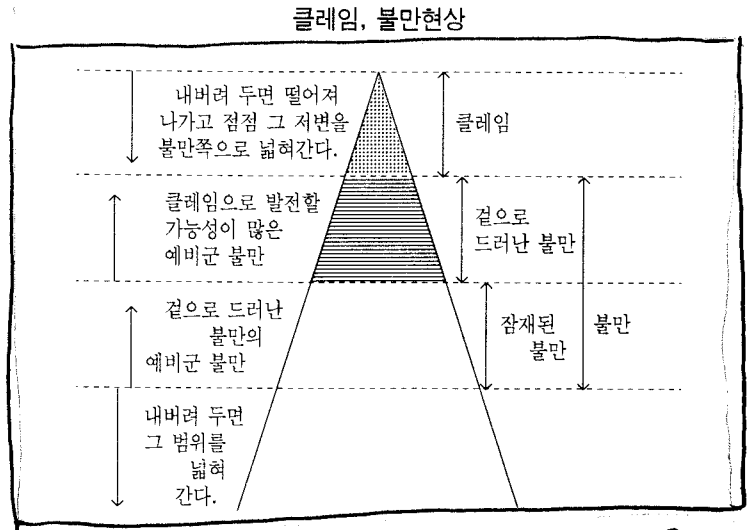 클레임, 불만현상
내버려 두면 떨어져
나가고 점점 그 저변을
불만쪽으로 넓혀간다.
클레임
클레임으로 발전할
가능성이 많은
예비군 불만
겉으로
드러난 불만
겉으로 드러난
불만의
예비군 불만
잠재된
불만
불만
내버려 두면
그 범위를
넓혀
간다.